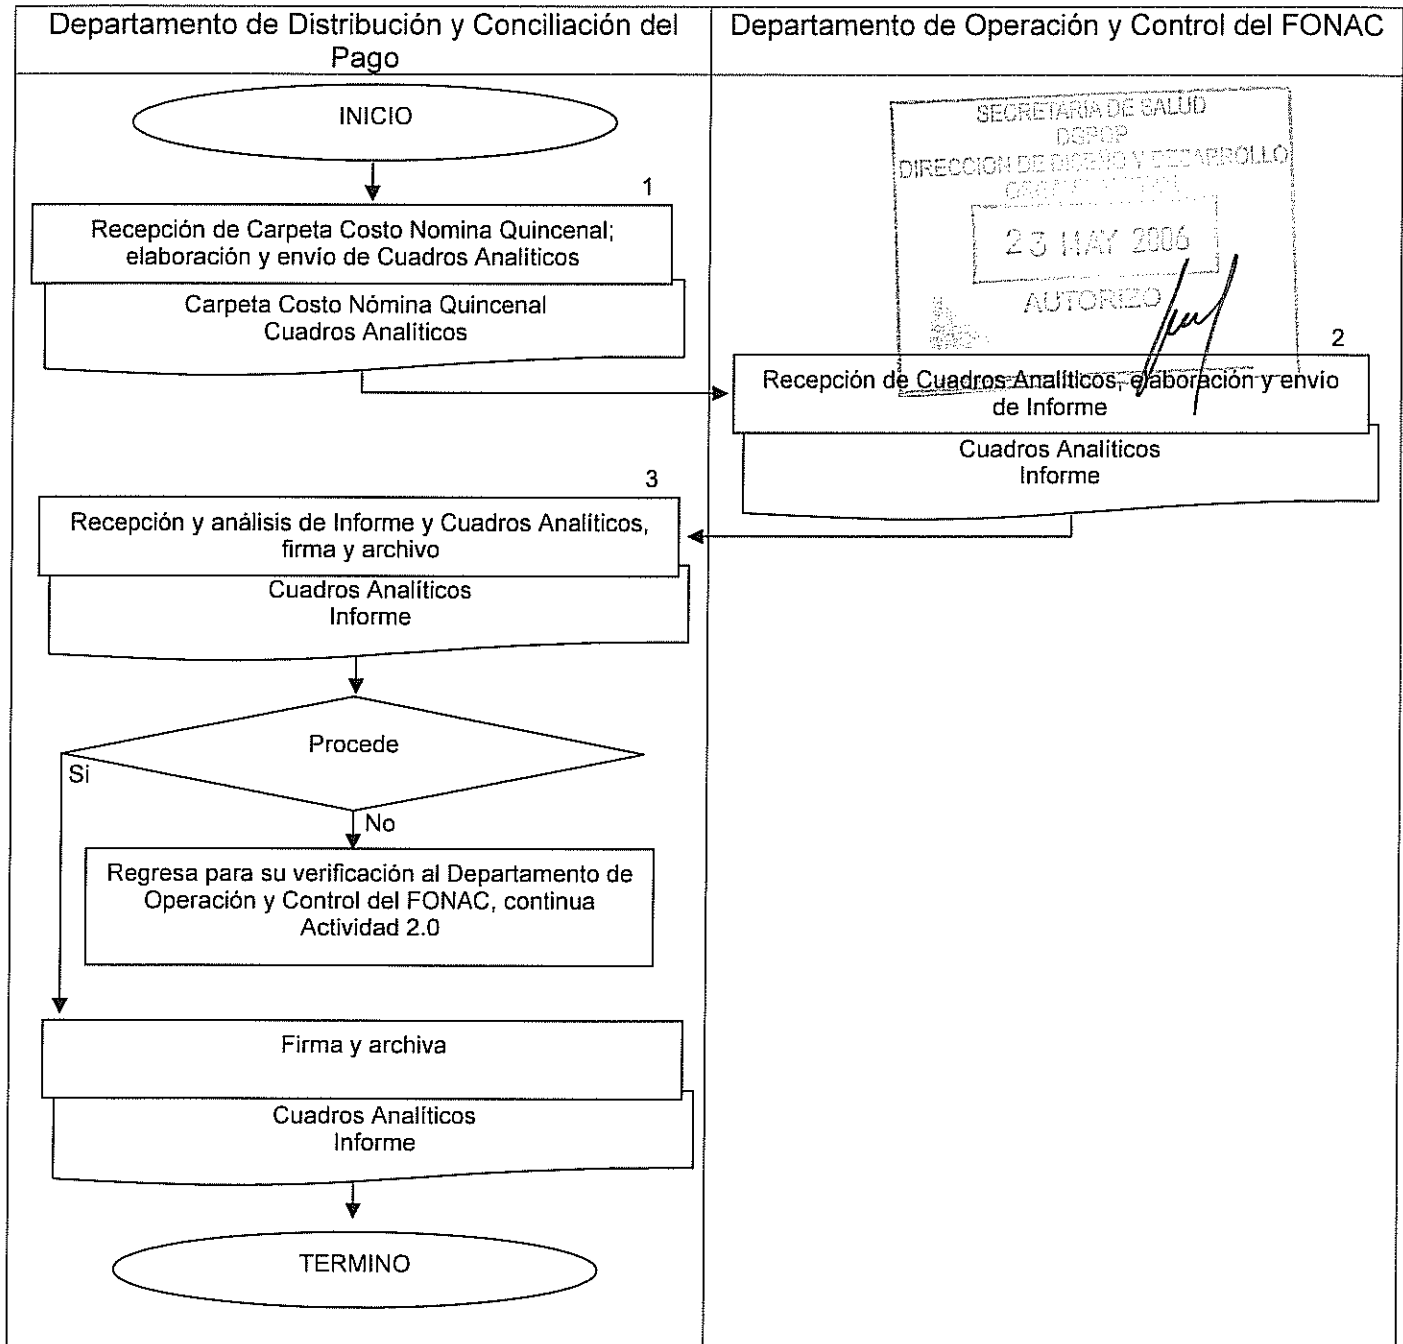 Departamento de Distribución y Conciliación del
Pago
Departamento de Operación y Control del FONAC
INICIO
SECRETARIA DE SALUD
DIRECCION DE DISEÑO Y DESARROLLO
23 MAY 2006
AUTORIZO
1
Recepción de Carpeta Costo Nomina Quincenal;
elaboración y envío de Cuadros Analíticos
Carpeta Costo Nómina Quincenal
Cuadros Analíticos
2
Recepción de Cuadros Analíticos, elaboración y envío
de Informe
Cuadros Analíticos
Informe
3
Recepción y análisis de Informe y Cuadros Analíticos,
firma y archivo
Cuadros Analíticos
Informe
Procede
Si
No
Regresa para su verificación al Departamento de
Operación y Control del FONAC, continua
Actividad 2.0
Firma y archiva
Cuadros Analíticos
Informe
TERMINO